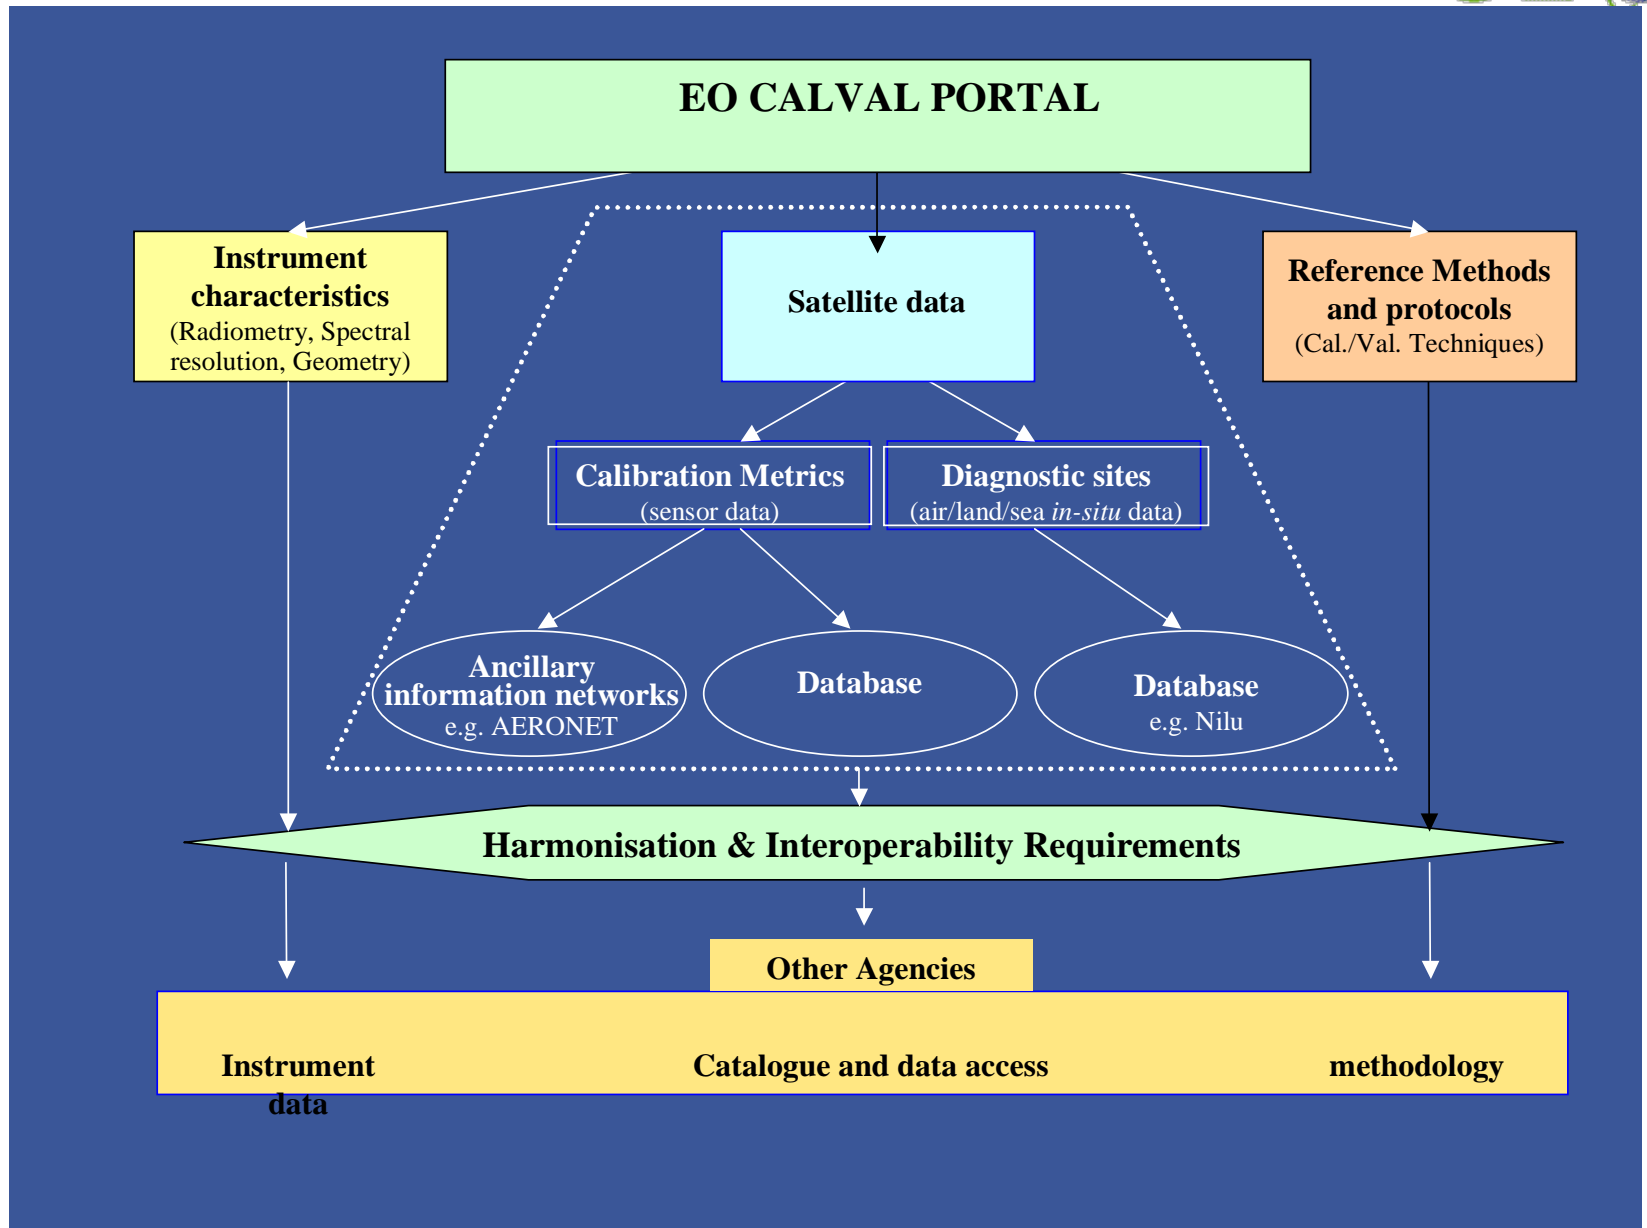 EO CALVAL PORTAL
Instrument
characteristics
(Radiometry, Spectral
resolution, Geometry)
Satellite data
Reference Methods
and protocols
(Cal./Val. Techniques)
Calibration Metrics
(sensor data)
Diagnostic sites
(air/land/sea in-situ data)
Ancillary
information networks
e.g. AERONET
Database
Database
e.g. Nilu
Harmonisation & Interoperability Requirements
Other Agencies
Instrument
data
Catalogue and data access
methodology